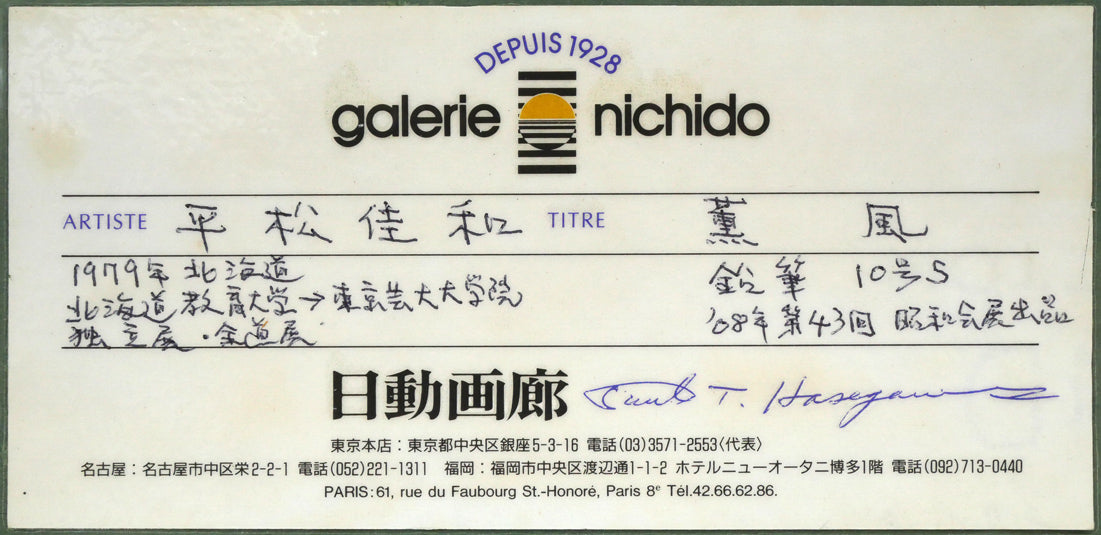 DEPUIS 1928
galerie nichido
ARTISTE 平松佳和 TITRE 薫風
1979年 北海道
北海道教育大学→東京芸大大学院
独立展・全道展
鉛筆 10号S
'08年 第43回 昭和会展出品
日動画廊 T. Hasegawa
東京本店：東京都中央区銀座5-3-16 電話(03)3571-2553〈代表〉
名古屋：名古屋市中区栄2-2-1 電話(052)221-1311 福岡：福岡市中央区渡辺通1-1-2 ホテルニューオータニ博多1階 電話(092)713-0440
PARIS:61, rue du Faubourg St.-Honoré, Paris 8ᵉ Tél.42.66.62.86.